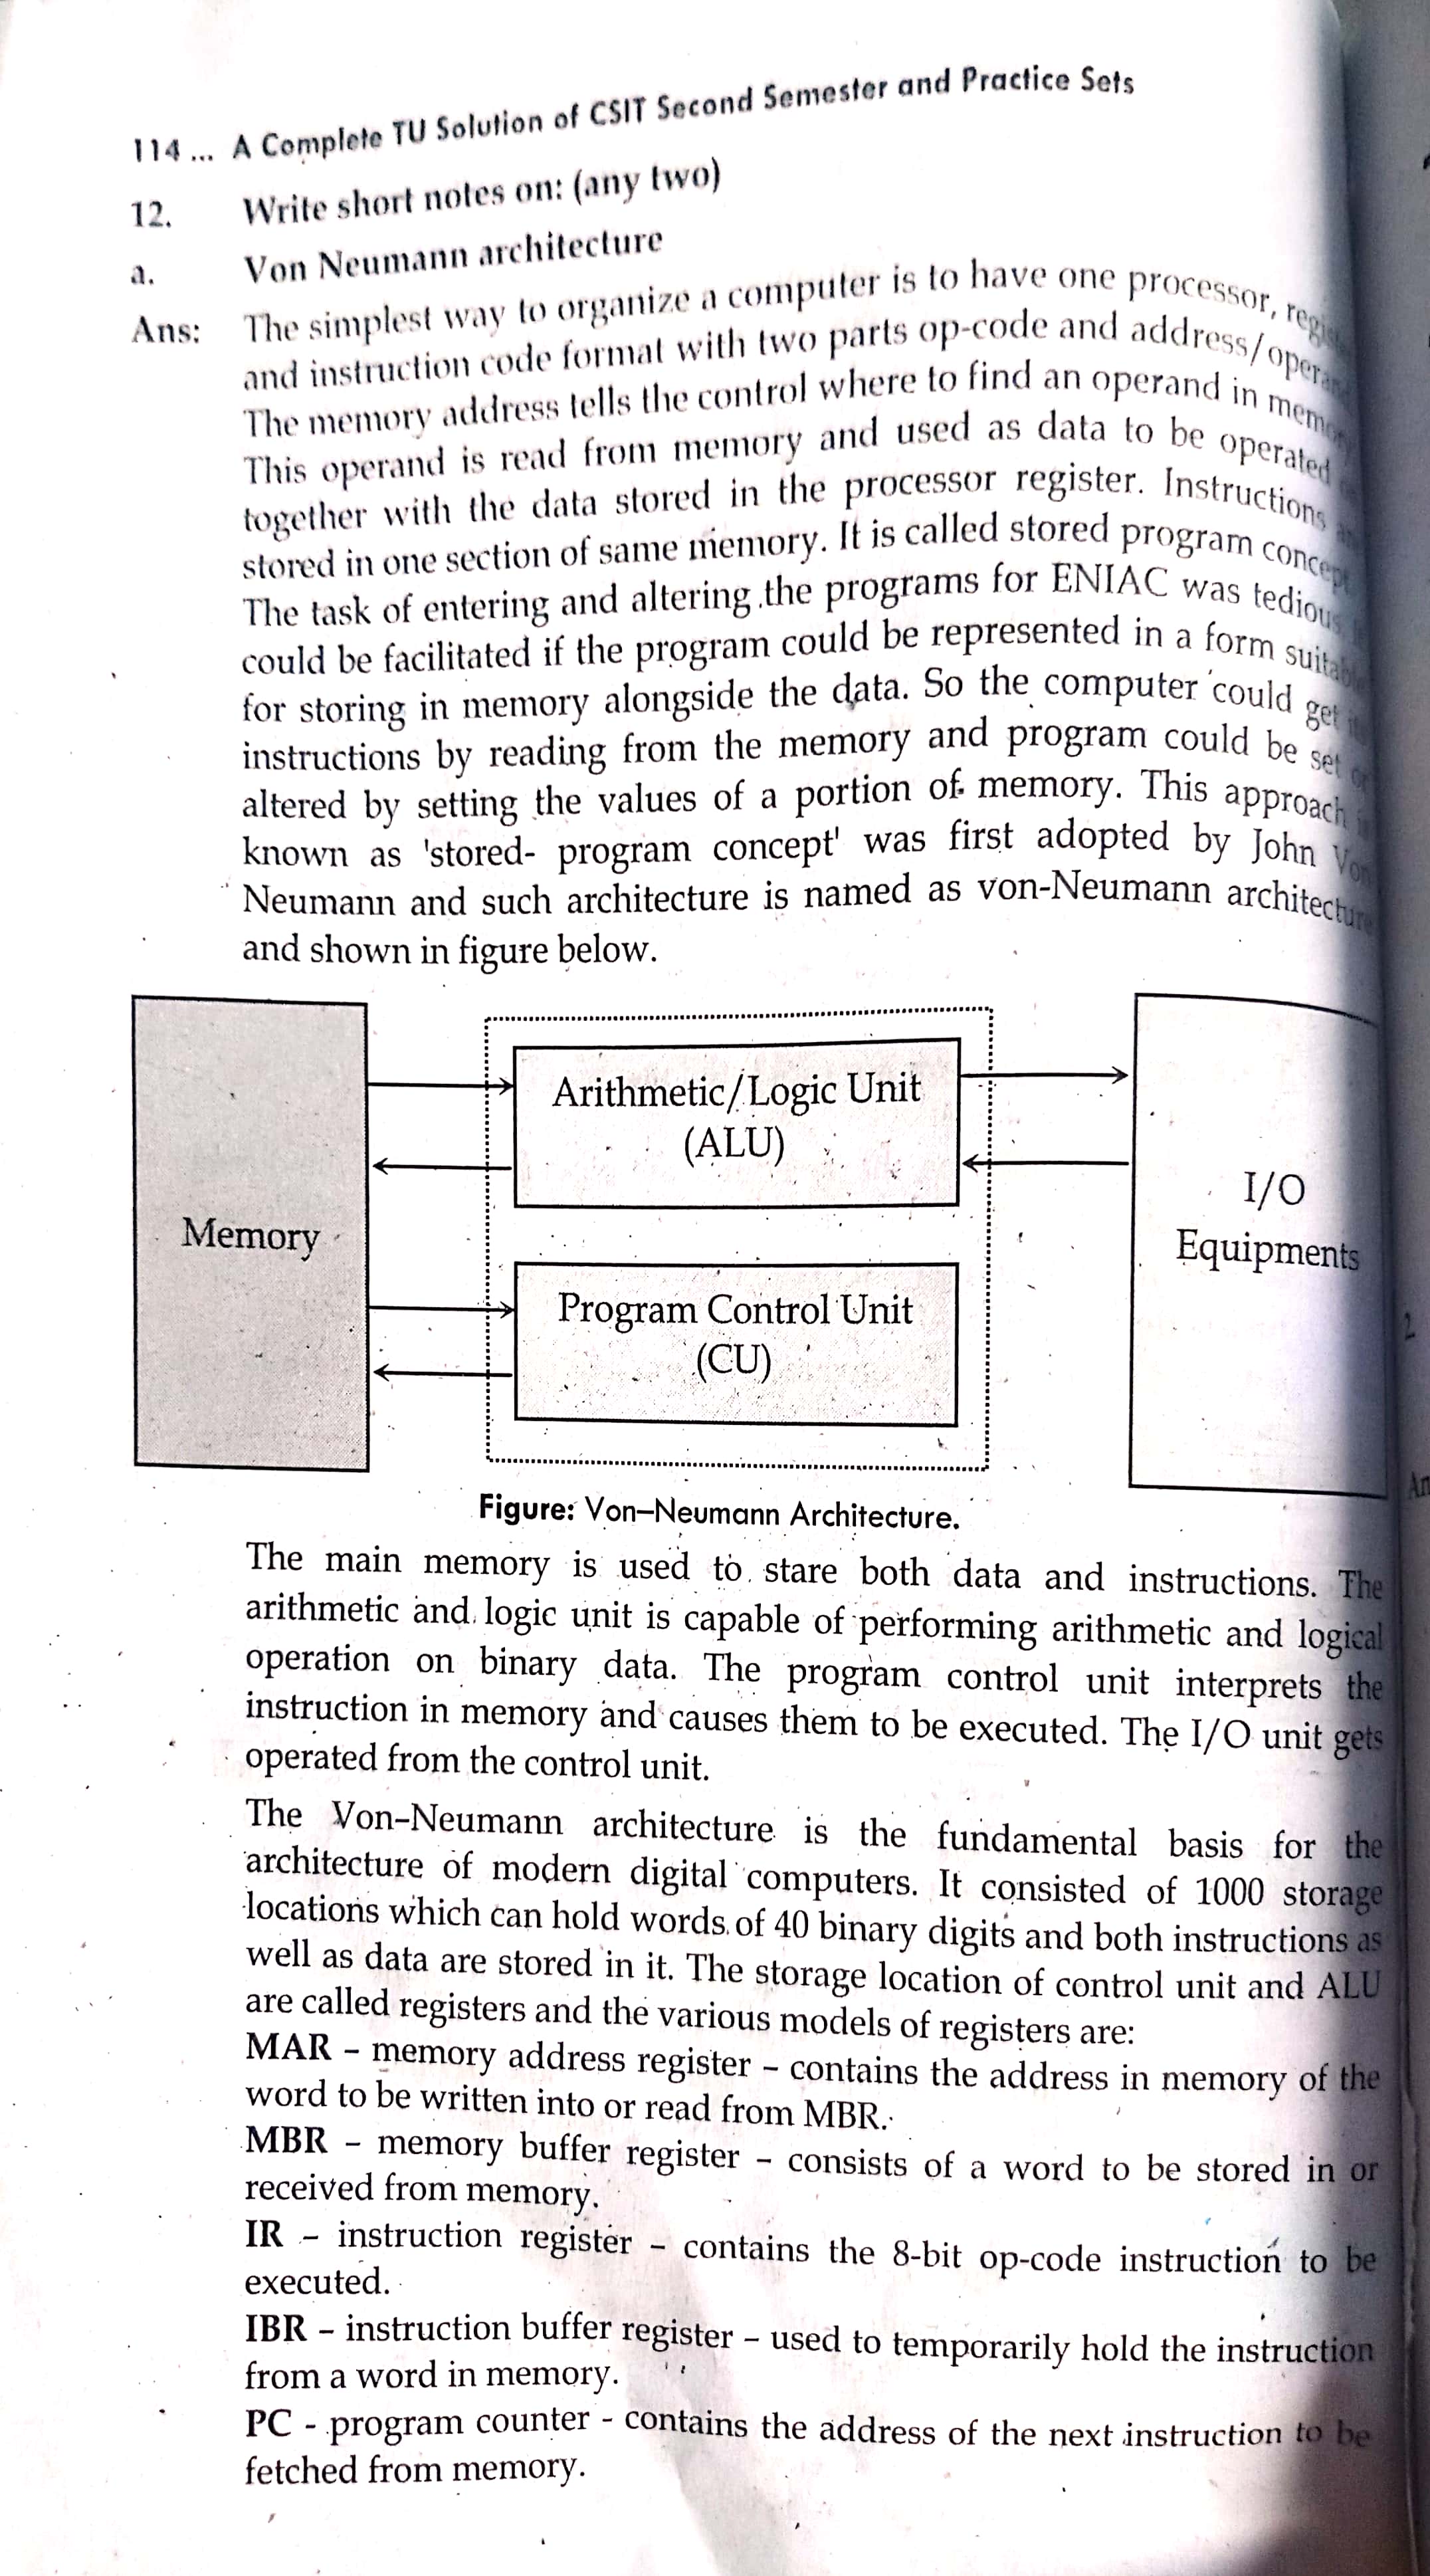 114 ... A Complete TU Solution of CSIT Second Semester and Practice Sets
12. Write short notes on: (any two)
a. Von Neumann architecture
Ans: The simplest way to organize a computer is to have one processor,
and instruction code format with two parts op-code and address/
The memory address tells the control where to find an operand in
This operand is read from memory and used as data to be operated
together with the data stored in the processor register. Instructions
stored in one section of same memory. It is called stored program concept
The task of entering and altering the programs for ENIAC was tedious
could be facilitated if the program could be represented in a form suitable
for storing in memory alongside the data. So the computer could get
instructions by reading from the memory and program could be set or
altered by setting the values of a portion of memory. This approach
known as 'stored- program concept' was first adopted by John Von
Neumann and such architecture is named as von-Neumann architecture
and shown in figure below.
Arithmetic/Logic Unit
(ALU)
Memory
I/O
Equipments
Program Control Unit
(CU)
Figure: Von–Neumann Architecture.
The main memory is used to stare both data and instructions. The
arithmetic and logic unit is capable of performing arithmetic and logical
operation on binary data. The program control unit interprets the
instruction in memory and causes them to be executed. The I/O unit gets
operated from the control unit.
The Von–Neumann architecture is the fundamental basis for the
architecture of modern digital computers. It consisted of 1000 storage
locations which can hold words of 40 binary digits and both instructions as
well as data are stored in it. The storage location of control unit and ALU
are called registers and the various models of registers are:
MAR – memory address register – contains the address in memory of the
word to be written into or read from MBR.
MBR – memory buffer register – consists of a word to be stored in or
received from memory.
IR – instruction register – contains the 8-bit op-code instruction to be
executed.
IBR – instruction buffer register – used to temporarily hold the instruction
from a word in memory.
PC - program counter - contains the address of the next instruction to be
fetched from memory.